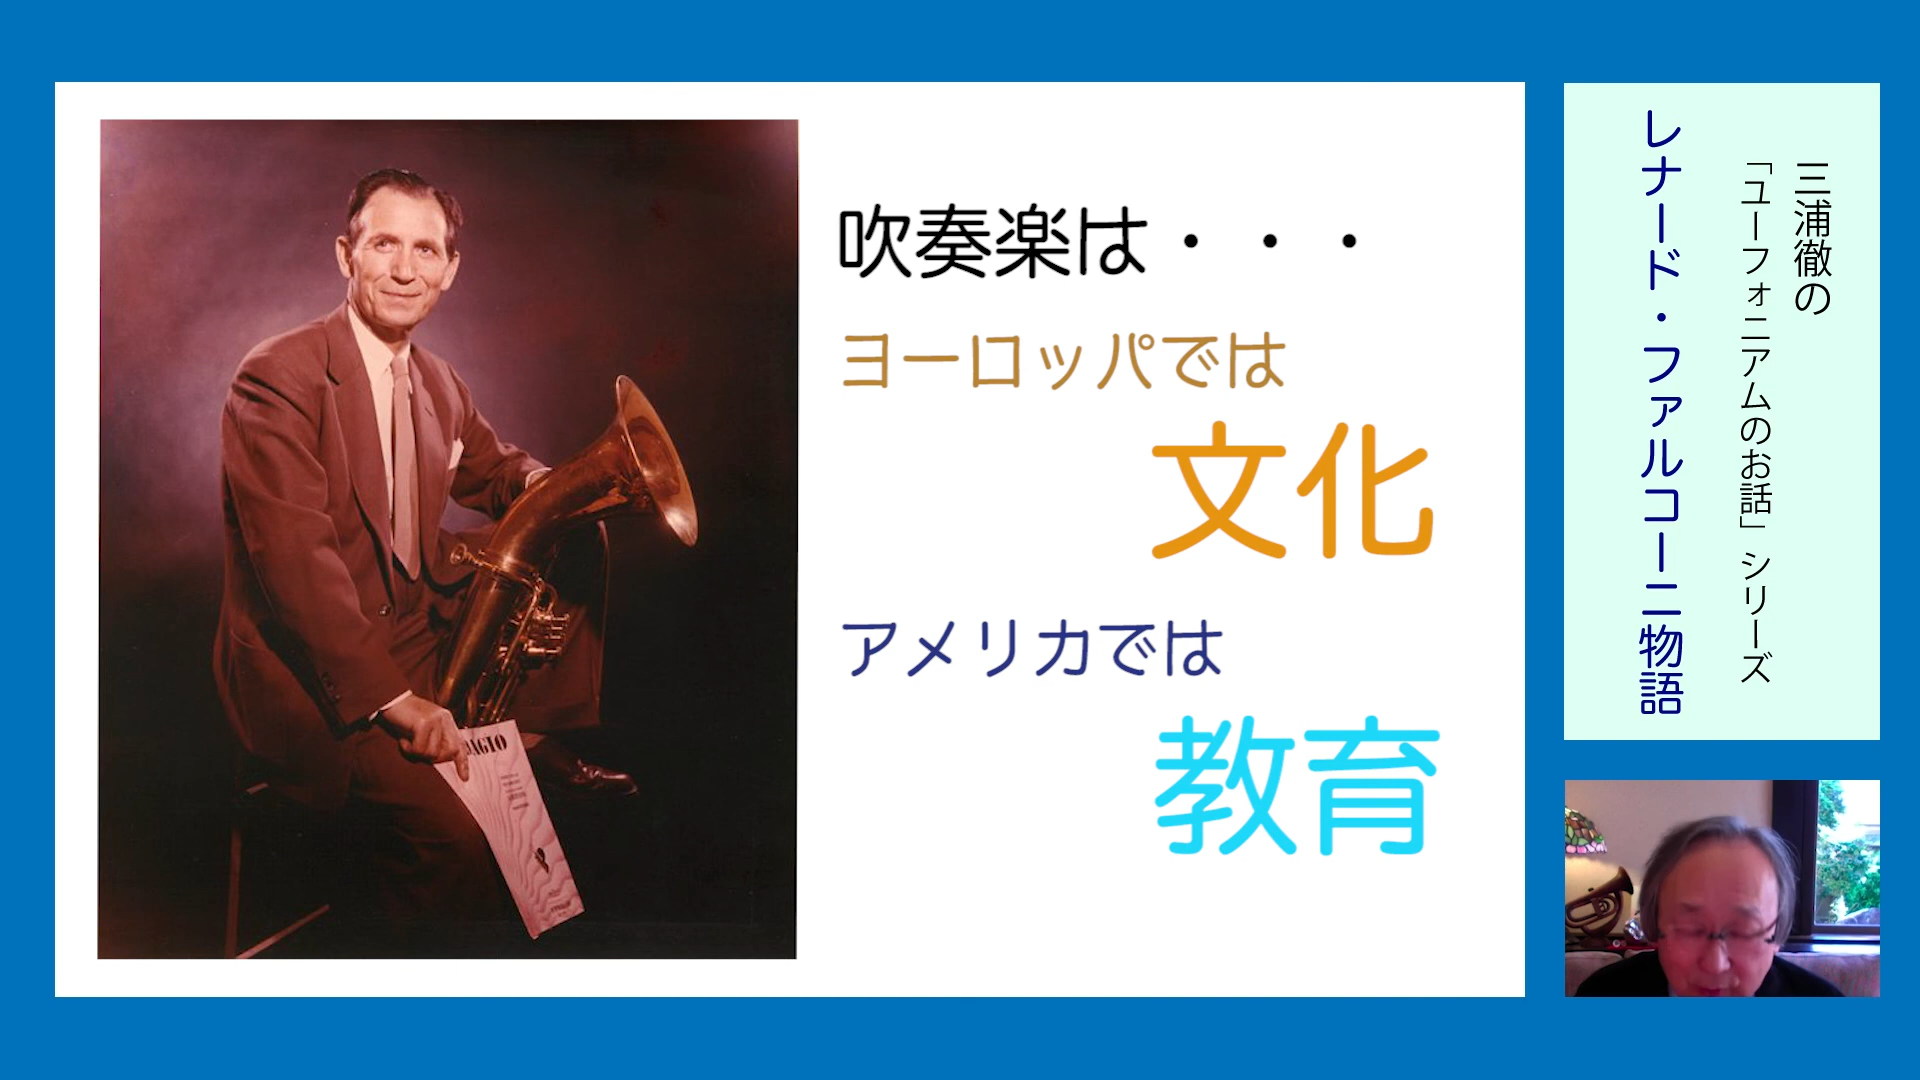 吹奏楽は・・・
ヨーロッパでは
文化
アメリカでは
教育
三浦徹の
「ユーフォニアムのお話」シリーズ
レナード・ファルコーニ物語